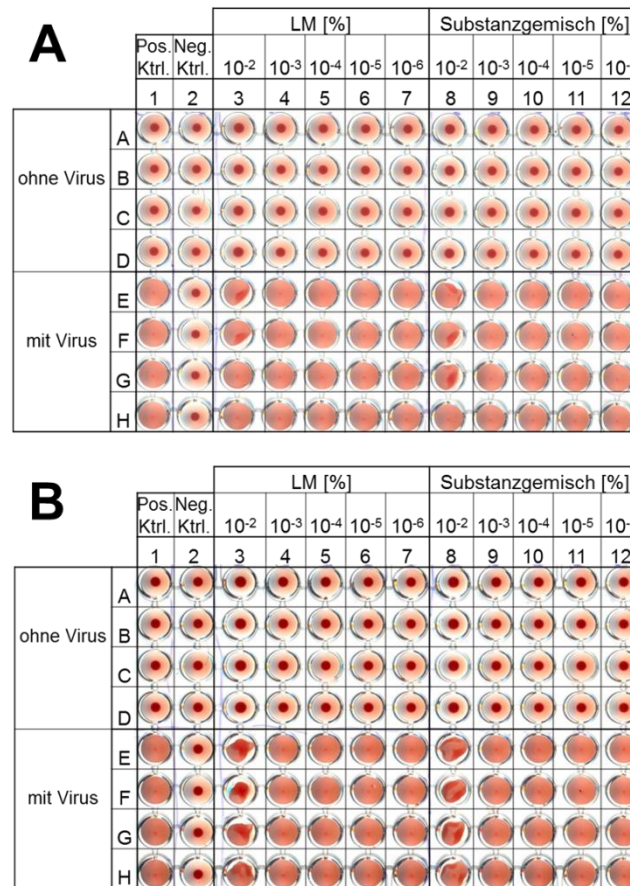 A
LM [%] Substanzgemisch [%]
Pos. Ktrl. Neg. Ktrl. 10-2 10-3 10-4 10-5 10-6 10-2 10-3 10-4 10-5 10-
1 2 3 4 5 6 7 8 9 10 11 12
ohne Virus
A
B
C
D
mit Virus
E
F
G
H
B
LM [%] Substanzgemisch [%]
Pos. Ktrl. Neg. Ktrl. 10-2 10-3 10-4 10-5 10-6 10-2 10-3 10-4 10-5 10-
1 2 3 4 5 6 7 8 9 10 11 12
ohne Virus
A
B
C
D
mit Virus
E
F
G
H